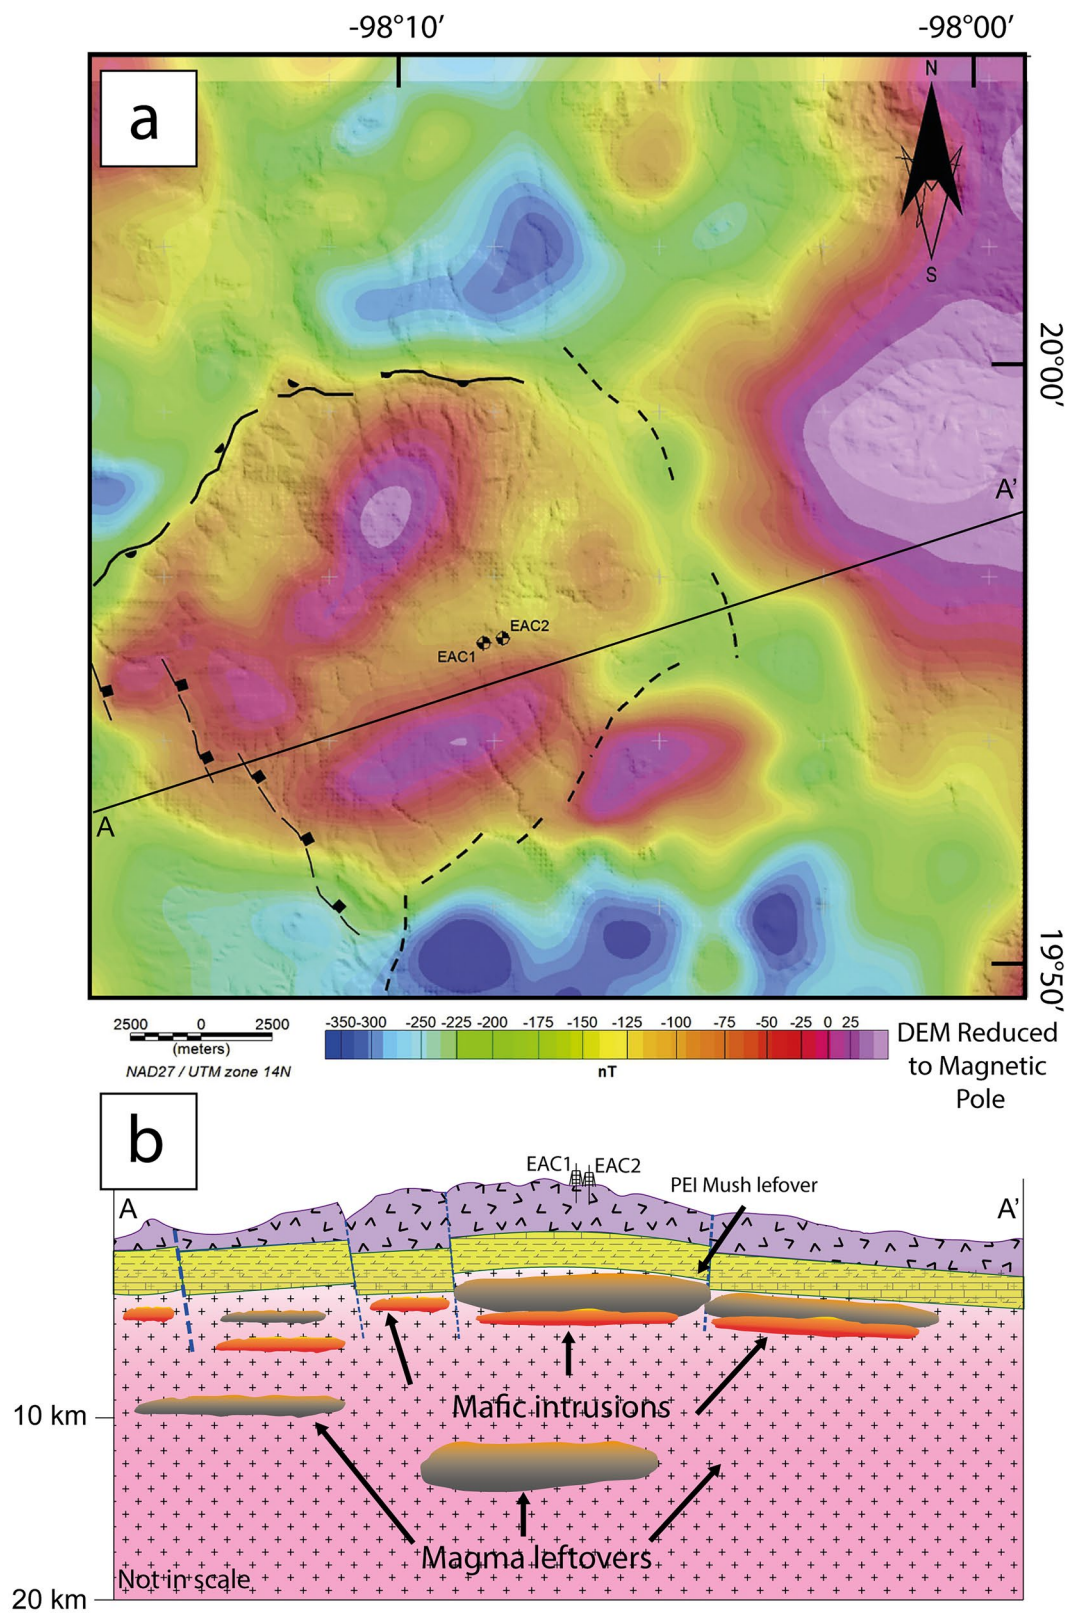 -98°10′
-98°00′
a
N
S
20°00′
A'
EAC2
EAC1
A
19°50′
2500 0 2500
(meters)
NAD27 / UTM zone 14N
-350 -300 -250 -225 -200 -175 -150 -125 -100 -75 -50 -25 0 25
nT
DEM Reduced
to Magnetic
Pole
b
EAC1 EAC2
PEI Mush lefover
A
A'
Mafic intrusions
10 km
Magma leftovers
Not in scale
20 km